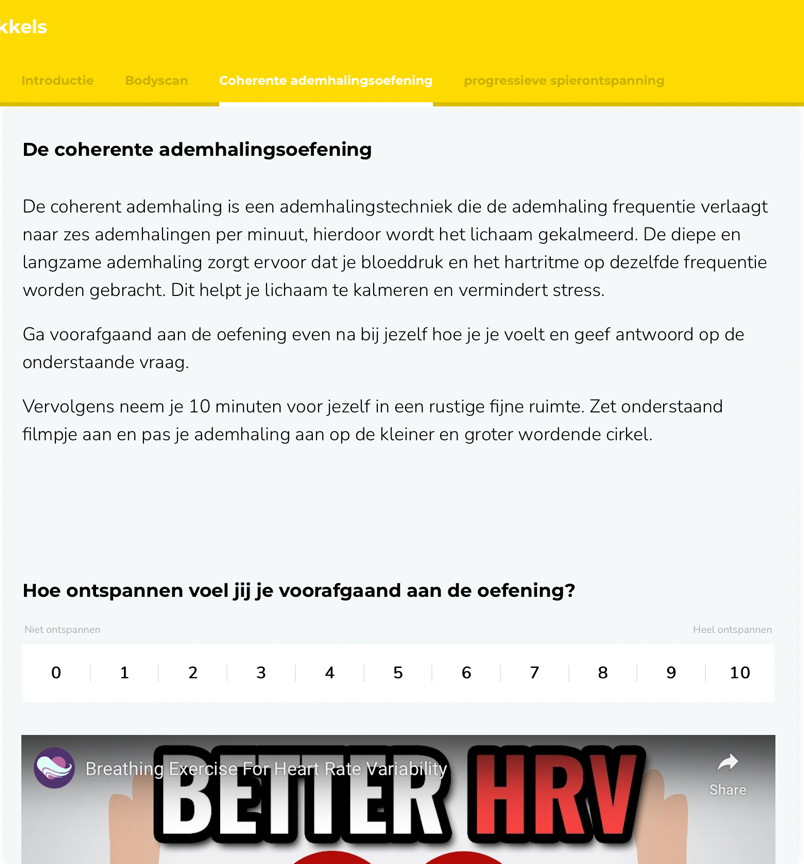 kkels
Introductie Bodyscan Coherente ademhalingsoefening progressieve spierontspanning
De coherente ademhalingsoefening
De coherent ademhaling is een ademhalingstechniek die de ademhaling frequentie verlaagt
naar zes ademhalingen per minuut, hierdoor wordt het lichaam gekalmeerd. De diepe en
langzame ademhaling zorgt ervoor dat je bloeddruk en het hartritme op dezelfde frequentie
worden gebracht. Dit helpt je lichaam te kalmeren en vermindert stress.
Ga voorafgaand aan de oefening even na bij jezelf hoe je je voelt en geef antwoord op de
onderstaande vraag.
Vervolgens neem je 10 minuten voor jezelf in een rustige fijne ruimte. Zet onderstaand
filmpje aan en pas je ademhaling aan op de kleiner en groter wordende cirkel.
Hoe ontspannen voel jij je voorafgaand aan de oefening?
Niet ontspannen Heel ontspannen
0 1 2 3 4 5 6 7 8 9 10
Breathing Exercise For Heart Rate Variability
BETTER HRV
Share